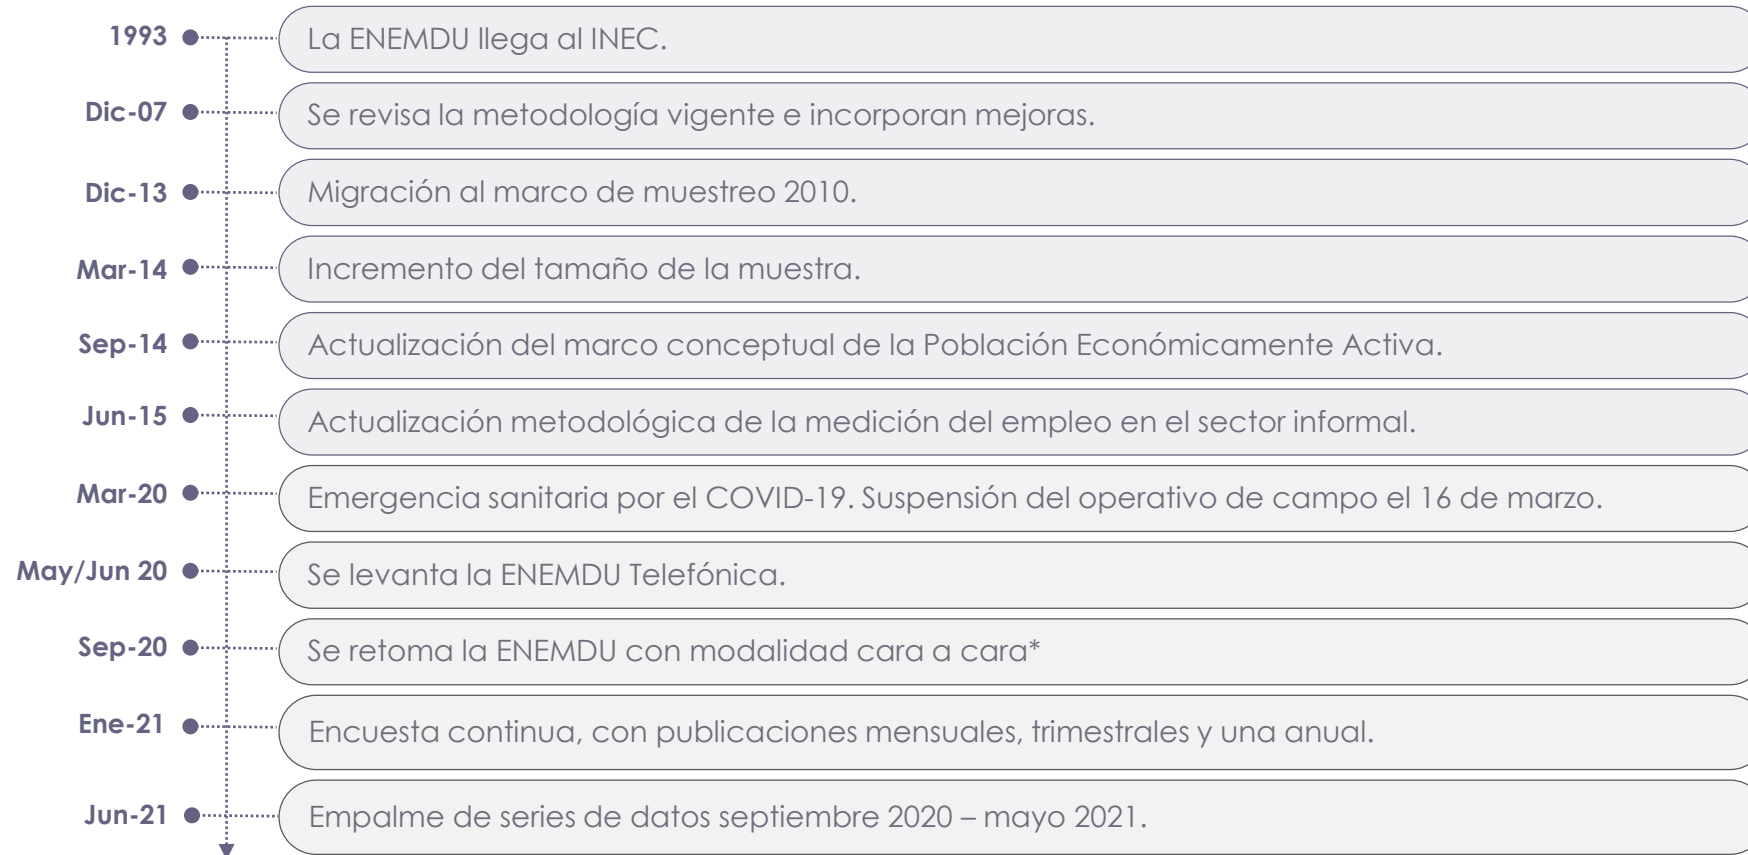 1993 La ENEMDU llega al INEC.
Dic-07 Se revisa la metodología vigente e incorporan mejoras.
Dic-13 Migración al marco de muestreo 2010.
Mar-14 Incremento del tamaño de la muestra.
Sep-14 Actualización del marco conceptual de la Población Económicamente Activa.
Jun-15 Actualización metodológica de la medición del empleo en el sector informal.
Mar-20 Emergencia sanitaria por el COVID-19. Suspensión del operativo de campo el 16 de marzo.
May/Jun 20 Se levanta la ENEMDU Telefónica.
Sep-20 Se retoma la ENEMDU con modalidad cara a cara*
Ene-21 Encuesta continua, con publicaciones mensuales, trimestrales y una anual.
Jun-21 Empalme de series de datos septiembre 2020 – mayo 2021.